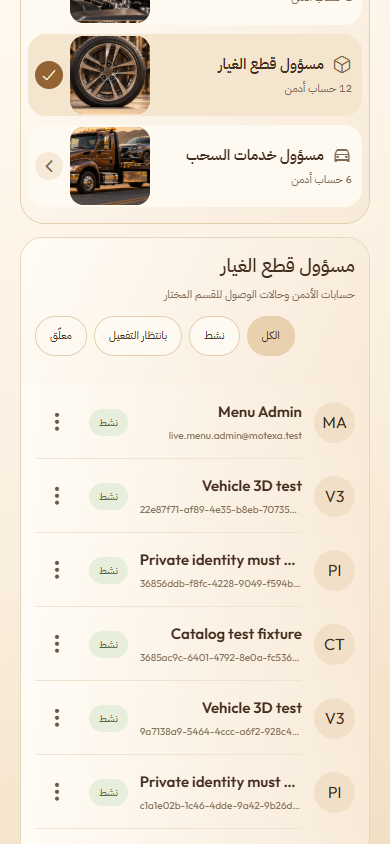 مسؤول قطع الغيار
12 حساب أدمن
مسؤول خدمات السحب
6 حساب أدمن
مسؤول قطع الغيار
حسابات الأدمن وحالات الوصول للقسم المختار
الكل
نشط
بانتظار التفعيل
معلّق
MA
Menu Admin
live.menu.admin@motexa.test
نشط
V3
Vehicle 3D test
22e87f71-af89-4e35-b8eb-70735...
نشط
PI
Private identity must ...
36856ddb-f8fc-4228-9049-f594b...
نشط
CT
Catalog test fixture
3685ac9c-6401-4792-8e0a-fc536...
نشط
V3
Vehicle 3D test
9a7138a9-5464-4ccc-a6f2-928c4...
نشط
PI
Private identity must ...
c1a1e02b-1c46-4dde-9a42-9b26d...
نشط